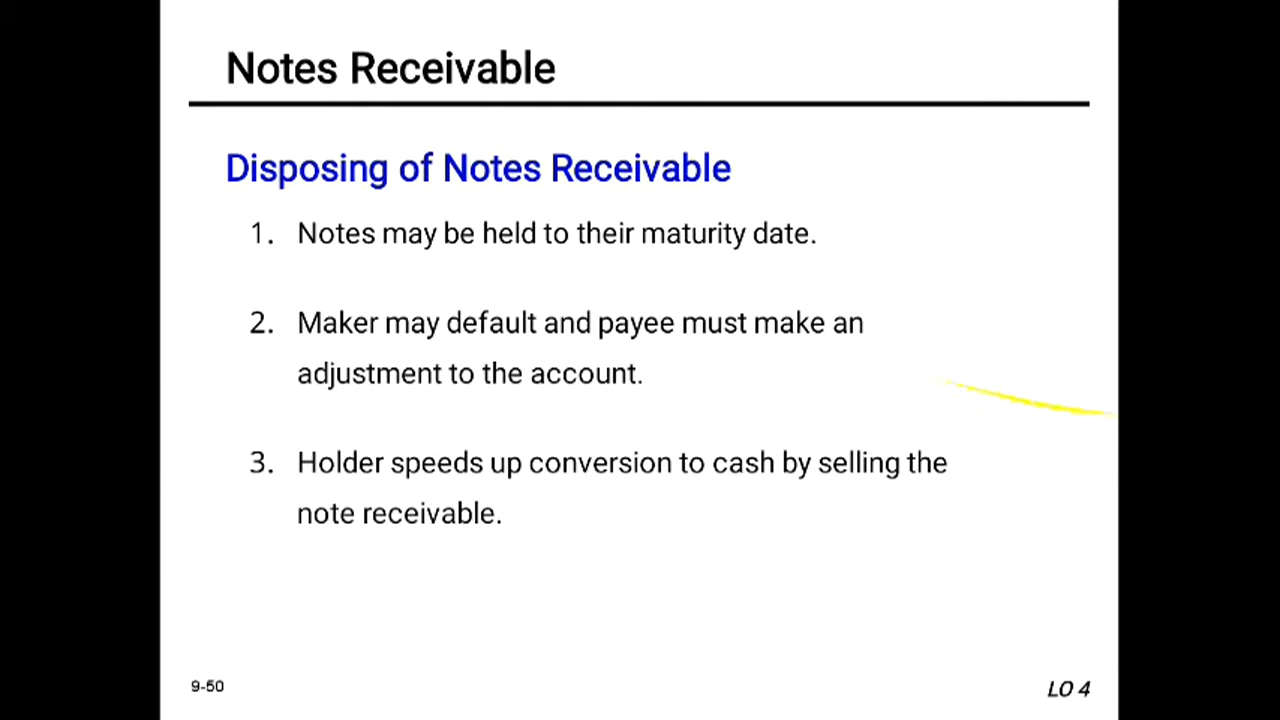 Notes Receivable
Disposing of Notes Receivable
1. Notes may be held to their maturity date.
2. Maker may default and payee must make an
adjustment to the account.
3. Holder speeds up conversion to cash by selling the
note receivable.
9-50
LO 4